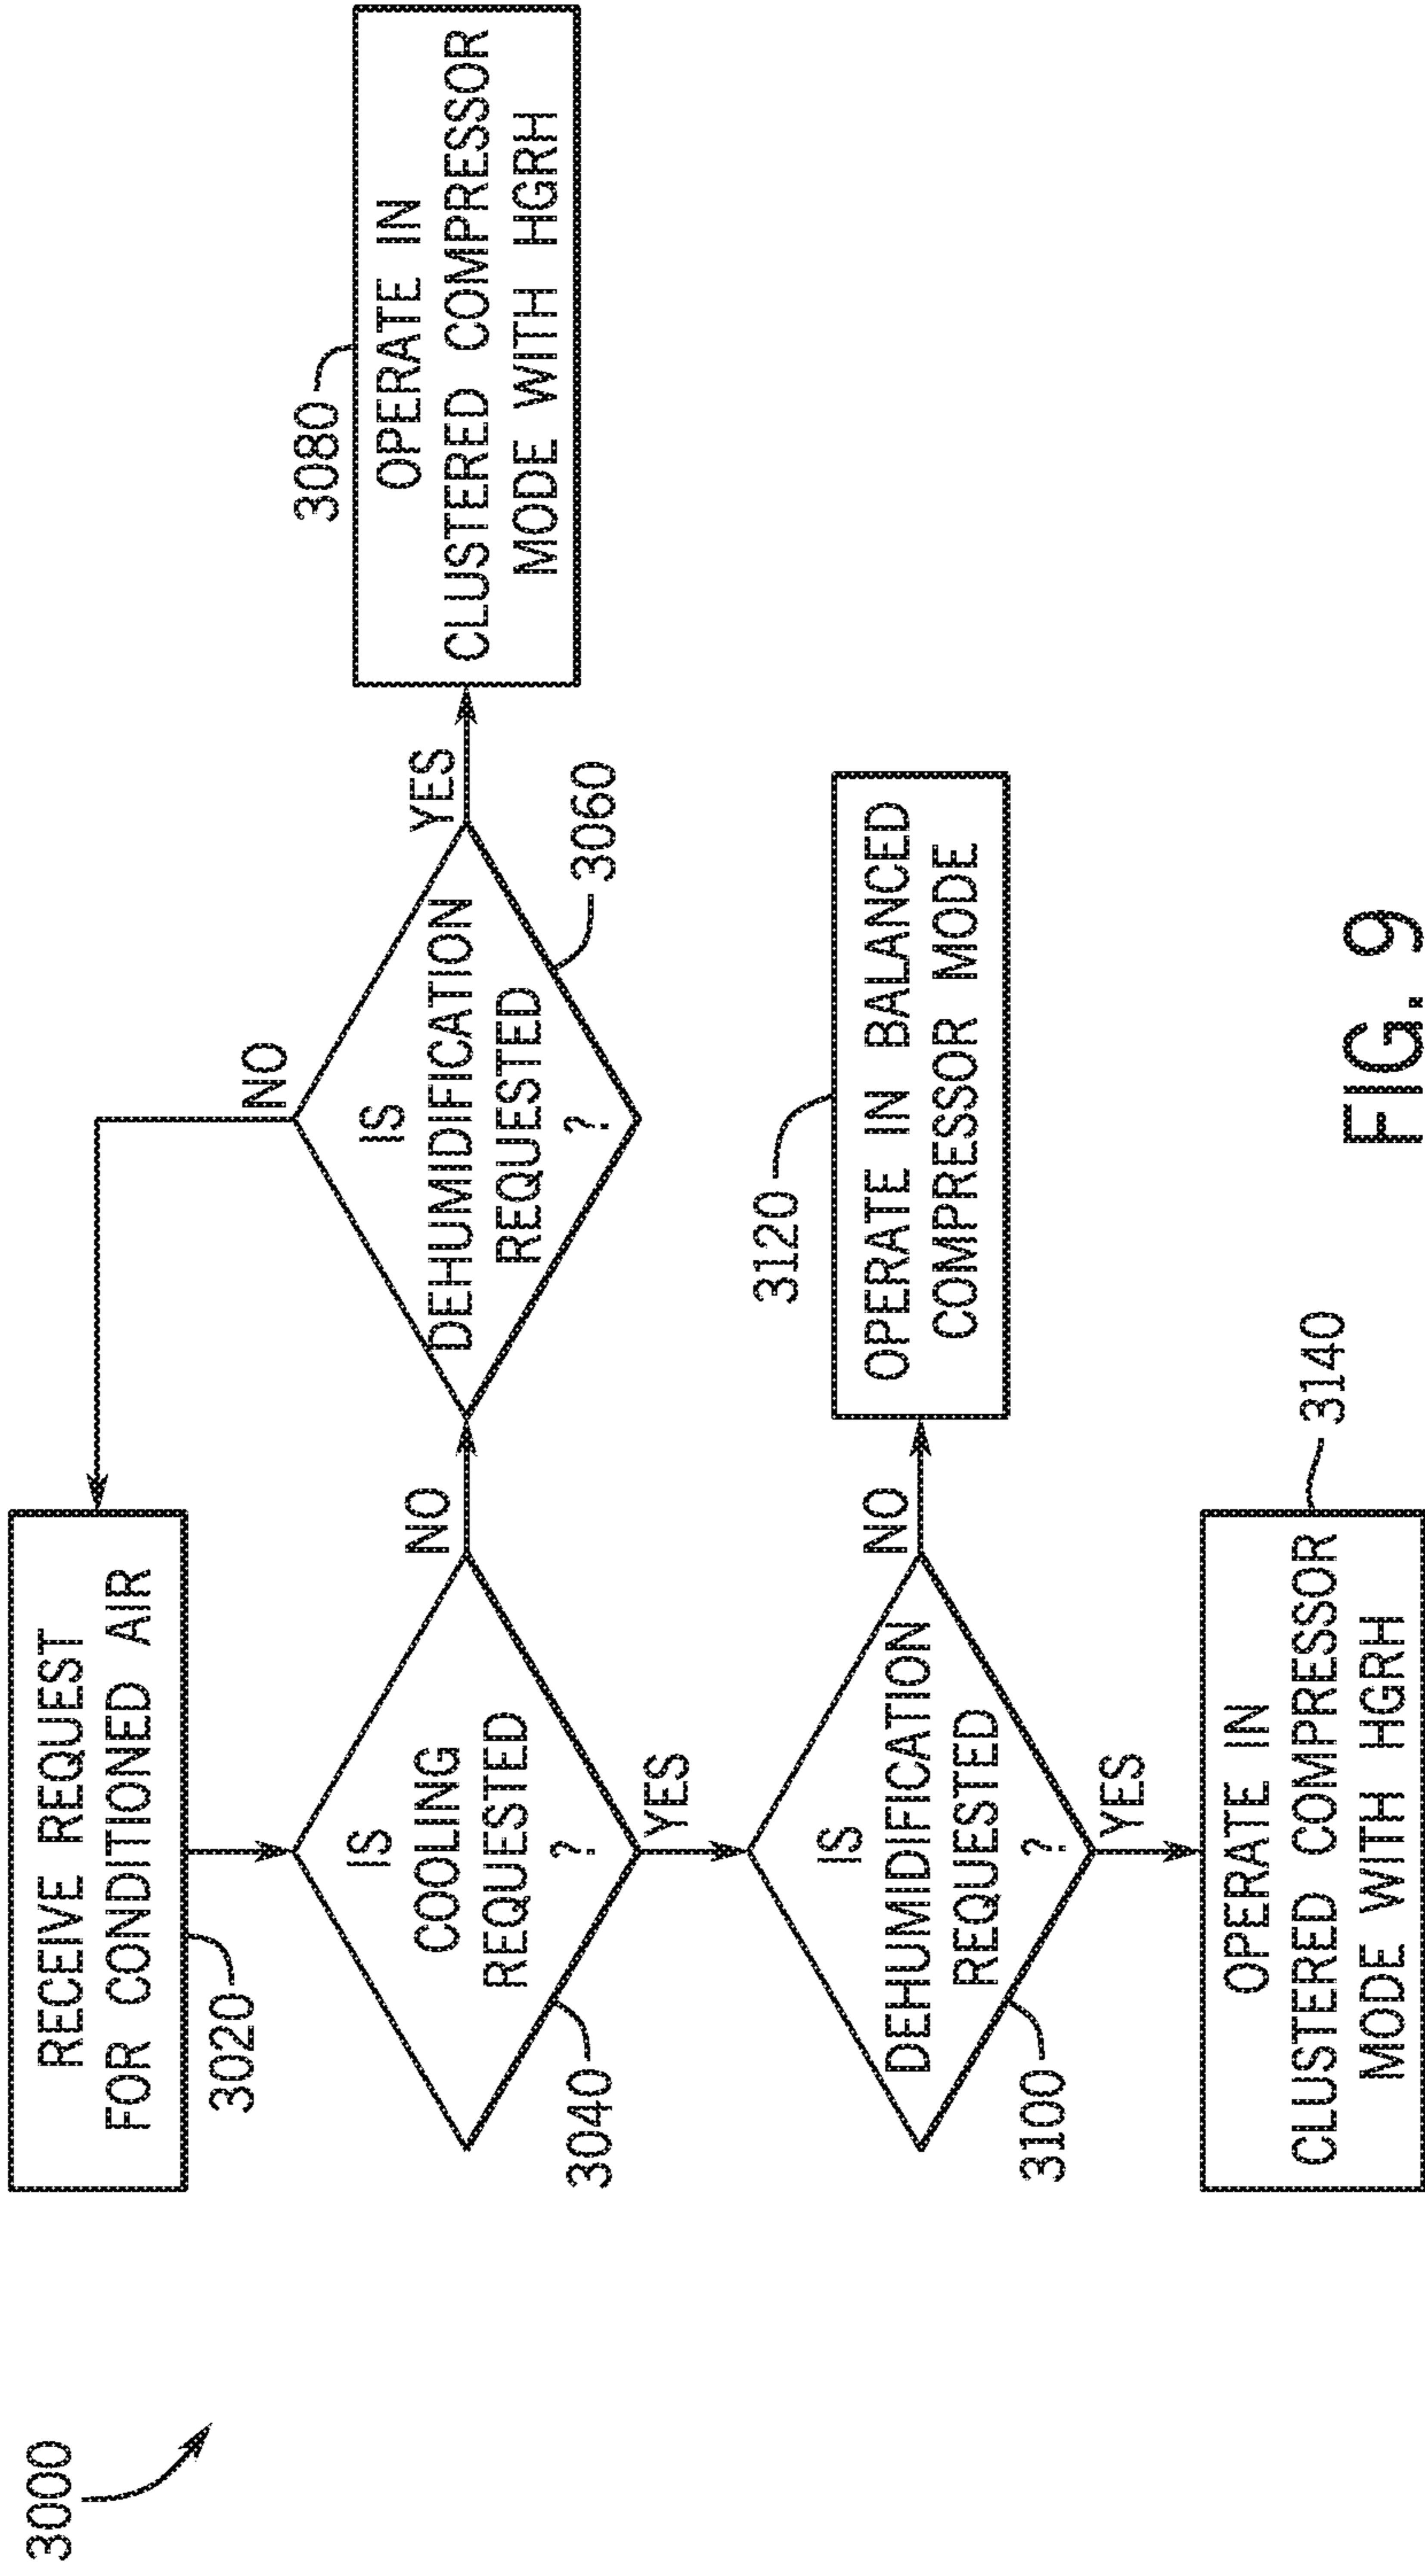 3000
RECEIVE REQUEST
FOR CONDITIONED AIR
3020
NO
IS
COOLING
REQUESTED
?
3040
NO
IS
DEHUMIDIFICATION
REQUESTED
?
3060
YES
3080
OPERATE IN
CLUSTERED COMPRESSOR
MODE WITH HGRH
YES
IS
DEHUMIDIFICATION
REQUESTED
?
3100
NO
3120
OPERATE IN BALANCED
COMPRESSOR MODE
YES
OPERATE IN
CLUSTERED COMPRESSOR
MODE WITH HGRH
3140
FIG. 9